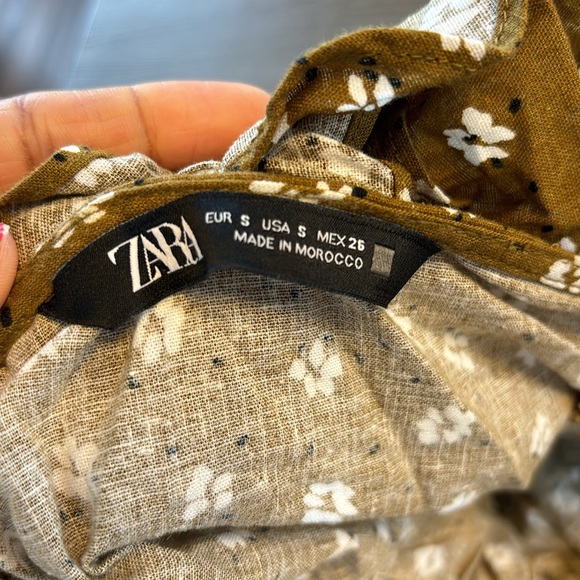 ZARA
EUR S USA S MEX 26
MADE IN MOROCCO